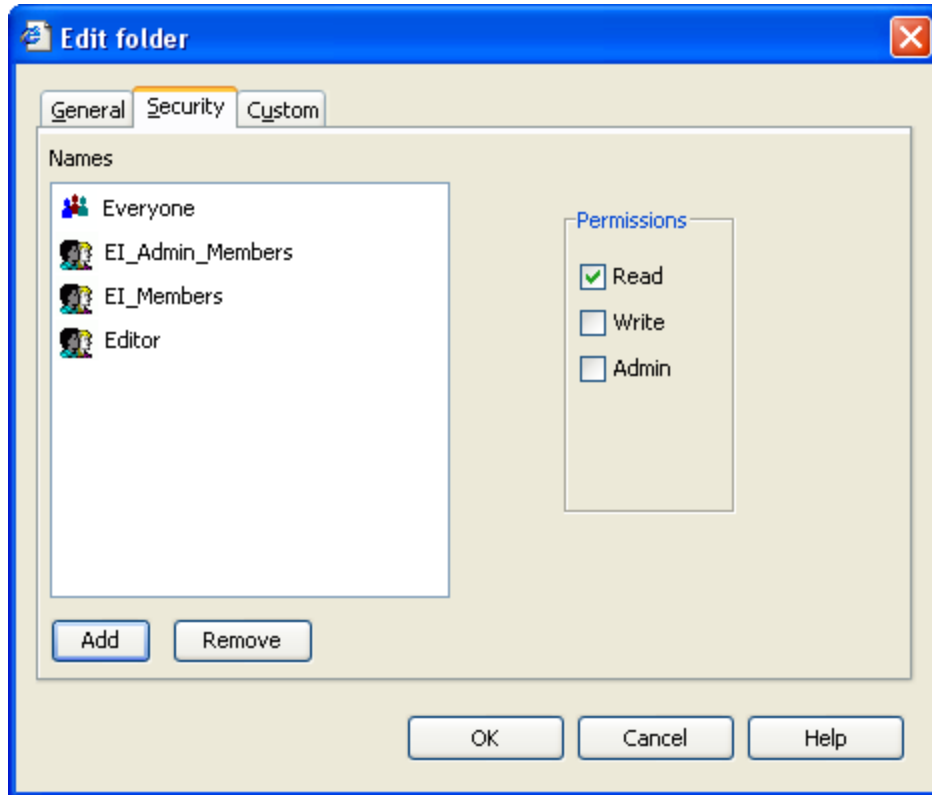 Edit folder
General Security Custom
Names
Everyone
EI_Admin_Members
EI_Members
Editor
Permissions
Read
Write
Admin
Add Remove
OK Cancel Help